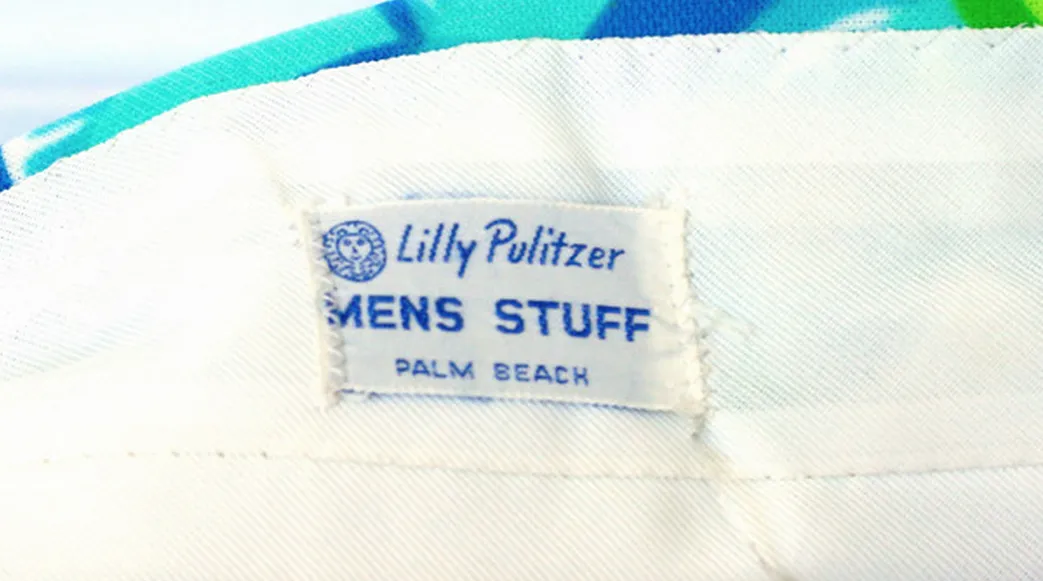 Lilly Pulitzer
MENS STUFF
PALM BEACH